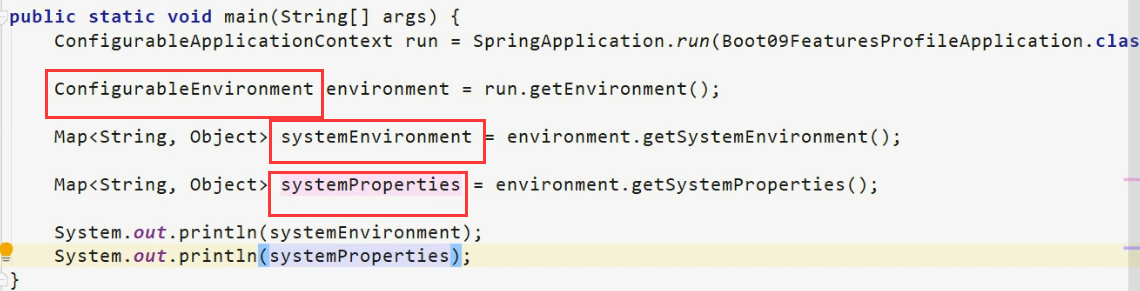 public static void main(String[] args) {
ConfigurableApplicationContext run = SpringApplication.run(Boot09FeaturesProfileApplication.clas
ConfigurableEnvironment environment = run.getEnvironment();
Map<String, Object> systemEnvironment = environment.getSystemEnvironment();
Map<String, Object> systemProperties = environment.getSystemProperties();
System.out.println(systemEnvironment);
System.out.println(systemProperties);
}